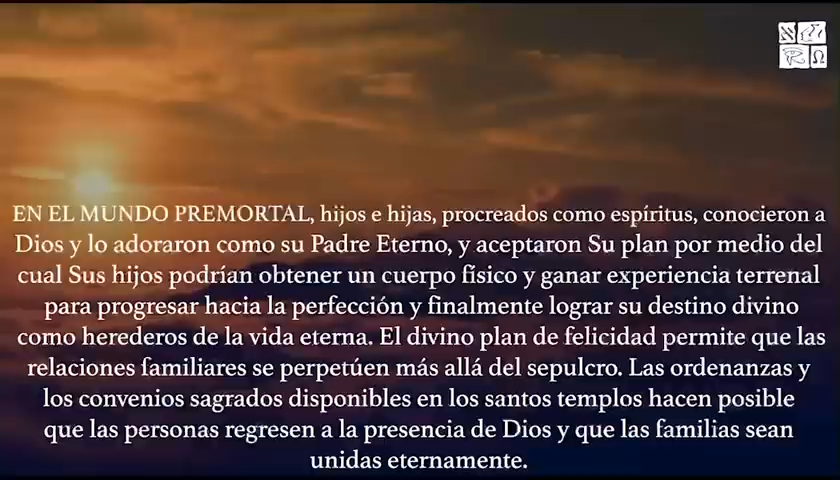 EN EL MUNDO PREMORTAL, hijos e hijas, procreados como espíritus, conocieron a
Dios y lo adoraron como su Padre Eterno, y aceptaron Su plan por medio del
cual Sus hijos podrían obtener un cuerpo físico y ganar experiencia terrenal
para progresar hacia la perfección y finalmente lograr su destino divino
como herederos de la vida eterna. El divino plan de felicidad permite que las
relaciones familiares se perpetúen más allá del sepulcro. Las ordenanzas y
los convenios sagrados disponibles en los santos templos hacen posible
que las personas regresen a la presencia de Dios y que las familias sean
unidas eternamente.